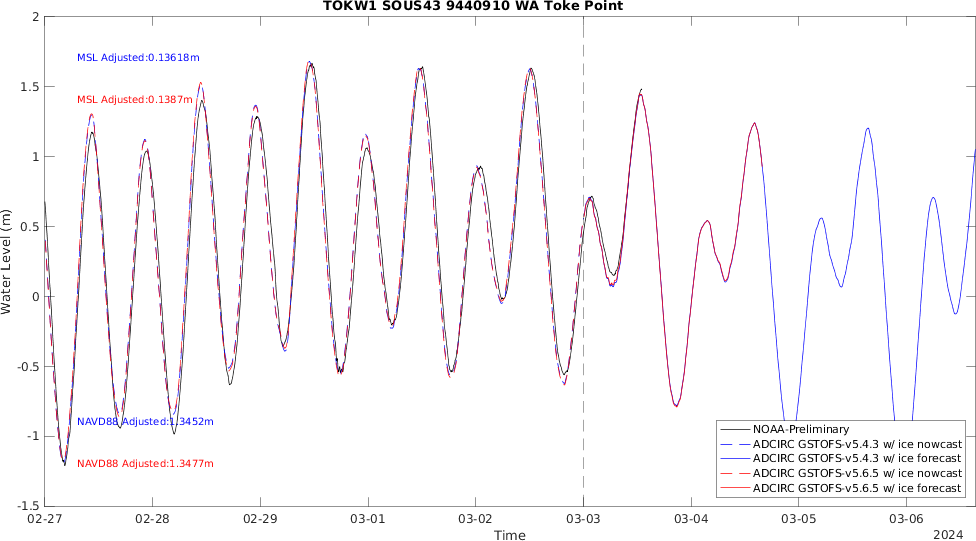 TOKW1 SOUS43 9440910 WA Toke Point
2
1.5
1
0.5
0
-0.5
-1
-1.5
Water Level (m)
MSL Adjusted:0.13618m
MSL Adjusted:0.1387m
NAVD88 Adjusted:1.3452m
NAVD88 Adjusted:1.3477m
NOAA-Preliminary
ADCIRC GSTOFS-v5.4.3 w/ ice nowcast
ADCIRC GSTOFS-v5.4.3 w/ ice forecast
ADCIRC GSTOFS-v5.6.5 w/ ice nowcast
ADCIRC GSTOFS-v5.6.5 w/ ice forecast
02-27 02-28 02-29 03-01 03-02 03-03 03-04 03-05 03-06
Time
2024